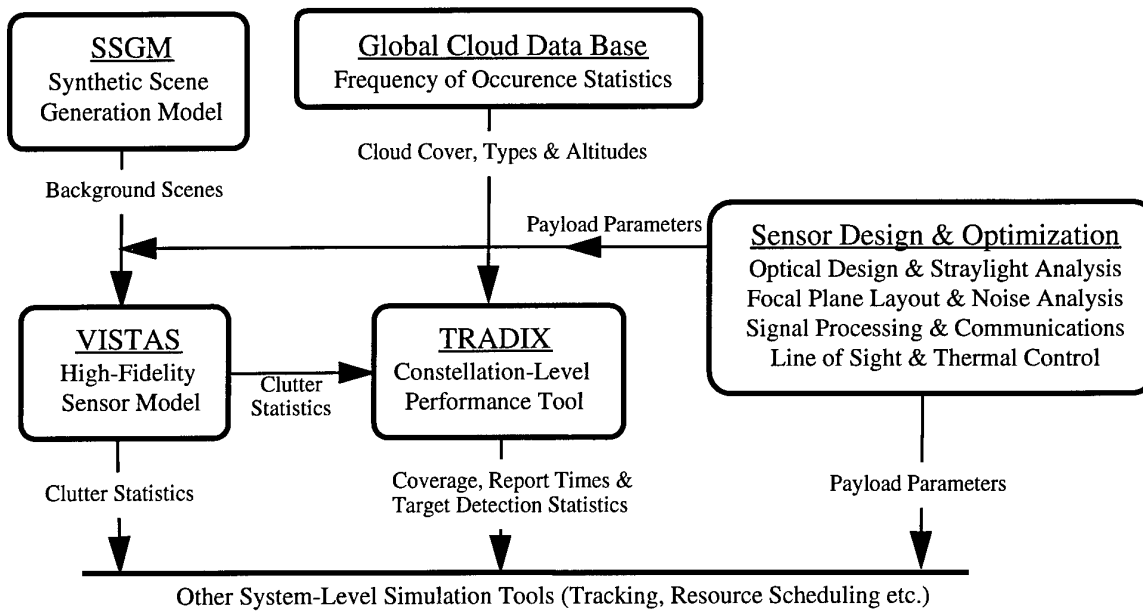 SSGM
Synthetic Scene
Generation Model
Global Cloud Data Base
Frequency of Occurence Statistics
Background Scenes
Cloud Cover, Types & Altitudes
Payload Parameters
Sensor Design & Optimization
Optical Design & Straylight Analysis
Focal Plane Layout & Noise Analysis
Signal Processing & Communications
Line of Sight & Thermal Control
VISTAS
High-Fidelity
Sensor Model
Clutter
Statistics
TRADIX
Constellation-Level
Performance Tool
Clutter Statistics
Coverage, Report Times &
Target Detection Statistics
Payload Parameters
Other System-Level Simulation Tools (Tracking, Resource Scheduling etc.)